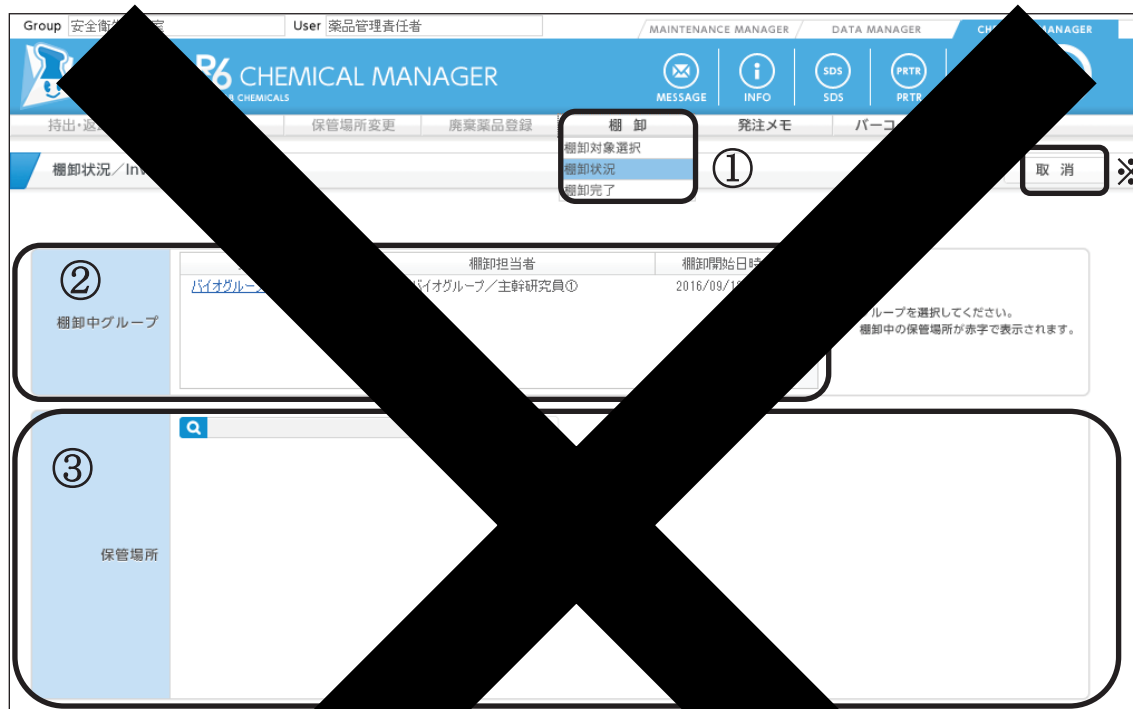 Group 安全衛 User 薬品管理責任者 MAINTENANCE MANAGER DATA MANAGER MANAGER
R6 CHEMICAL MANAGER MESSAGE INFO SDS SDS PRTR PRTR
CHEMICALS
持出・返 保管場所変更 廃棄薬品登録 棚 卸 発注メモ バーコ
棚卸対象選択
棚卸状況
棚卸完了
①
棚卸状況／Inv 取 消 ※
② 棚卸担当者 棚卸開始日時
バイオグループ イオグループ／主幹研究員① 2016/09/
棚卸中グループ
ループを選択してください。
棚卸中の保管場所が赤字で表示されます。
③
保管場所